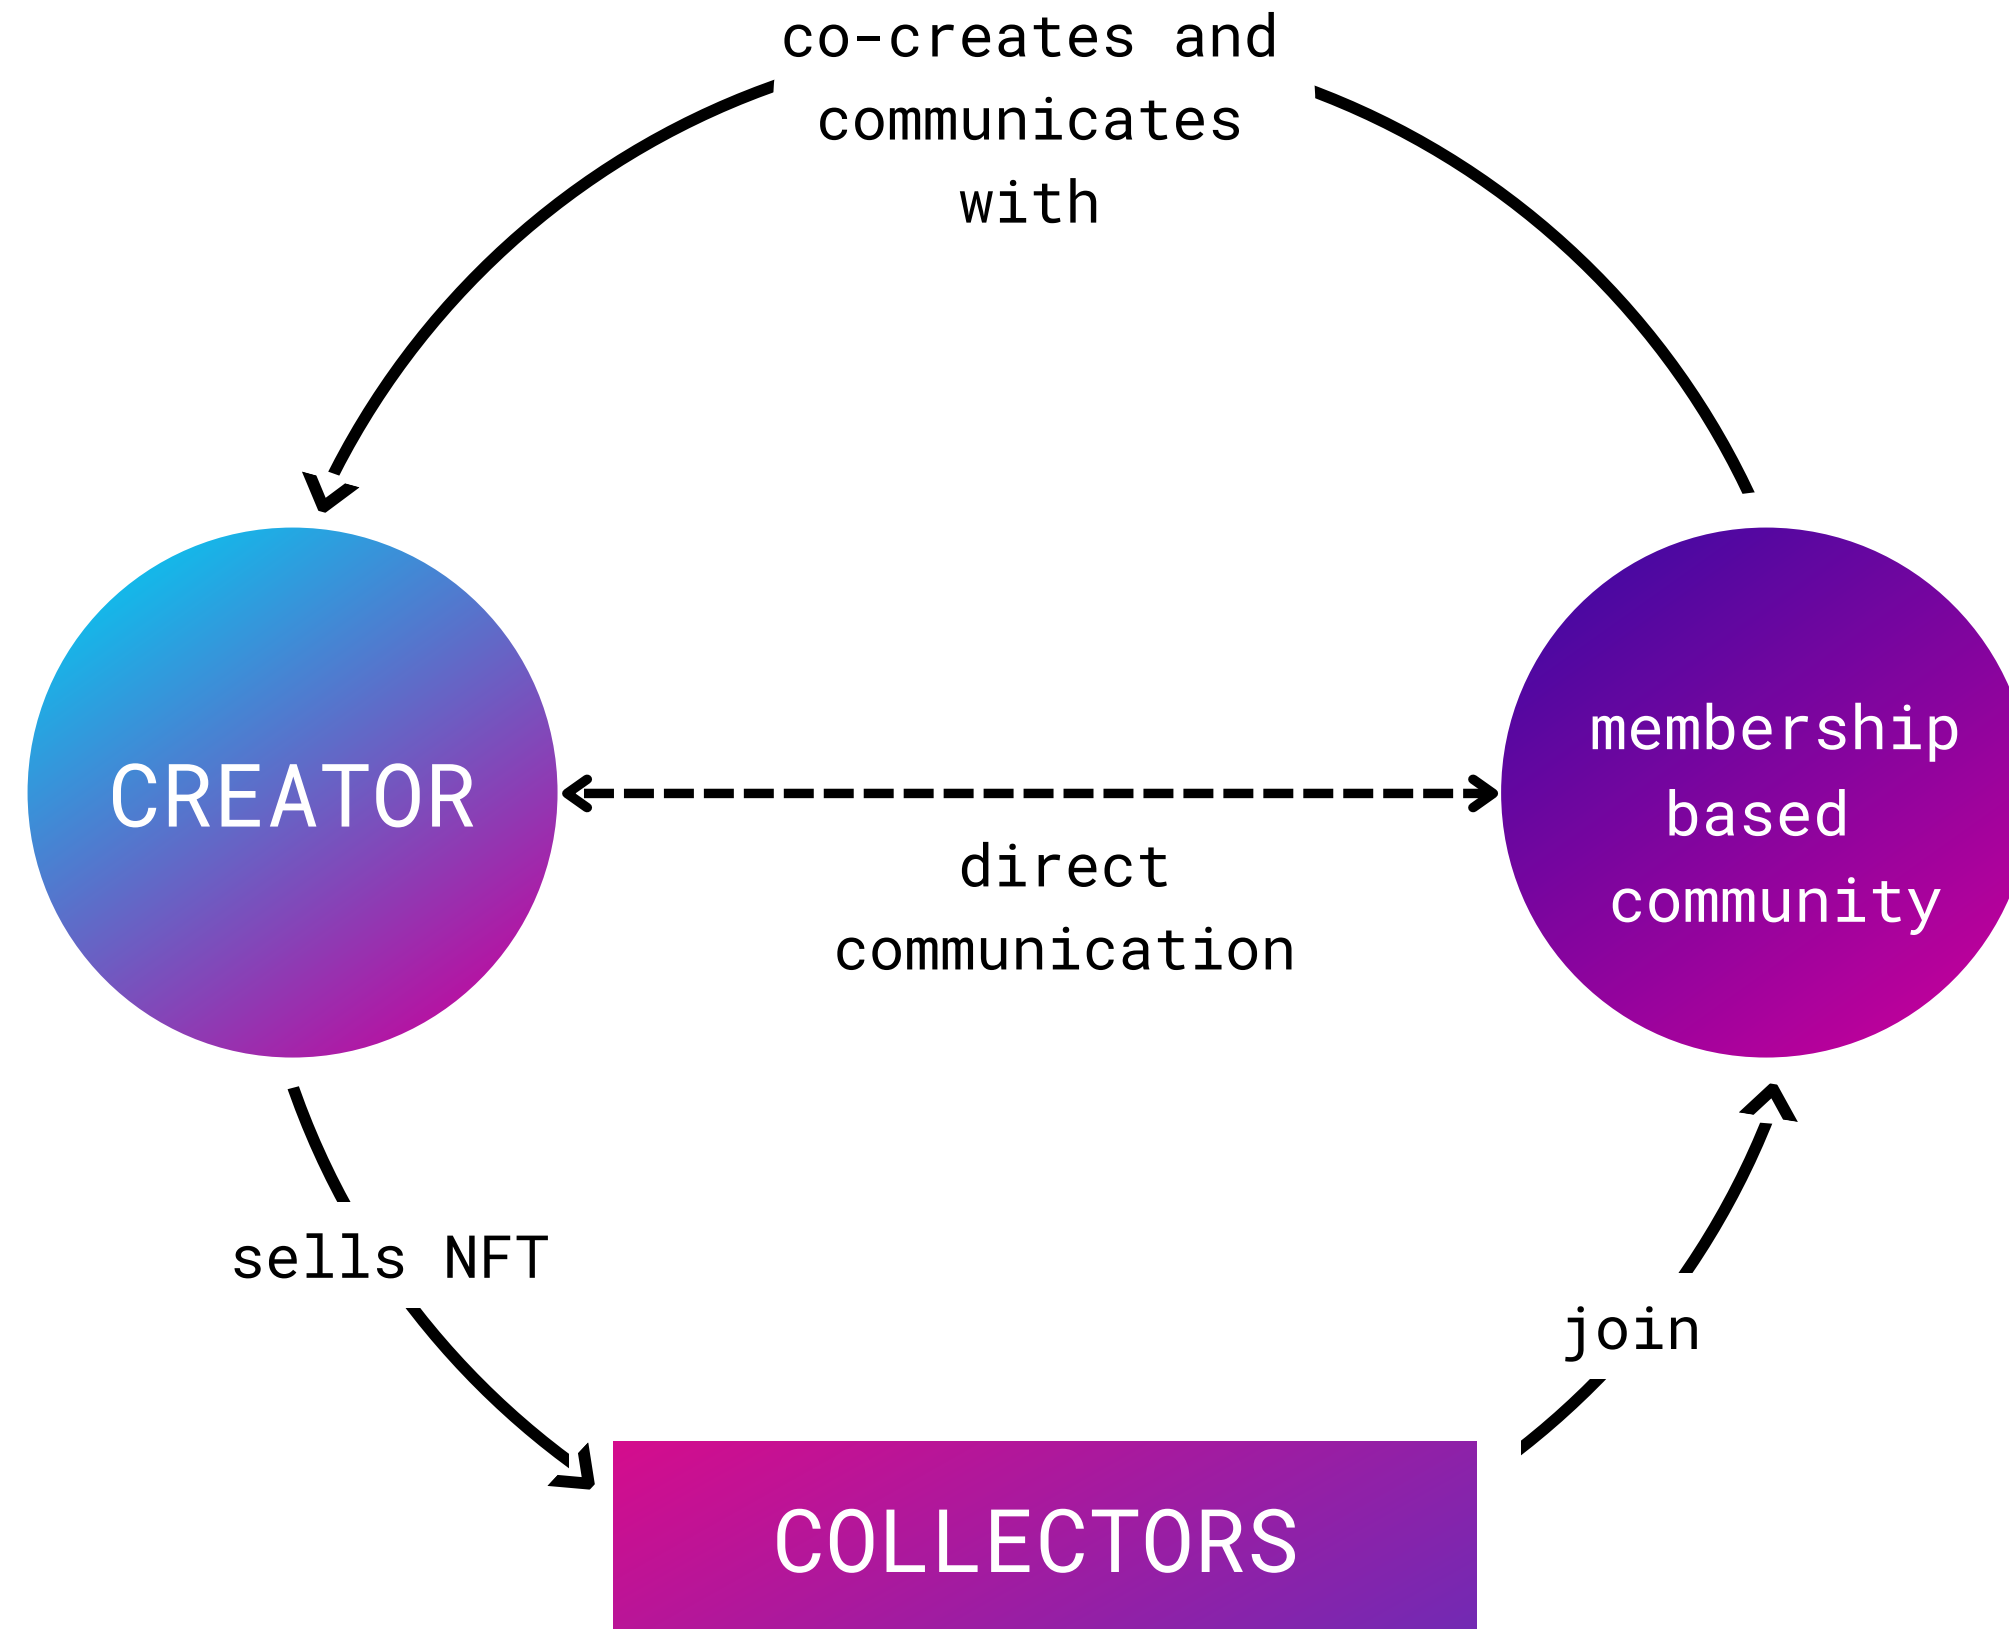 co-creates and
communicates
with
CREATOR
membership
based
community
direct
communication
sells NFT
join
COLLECTORS